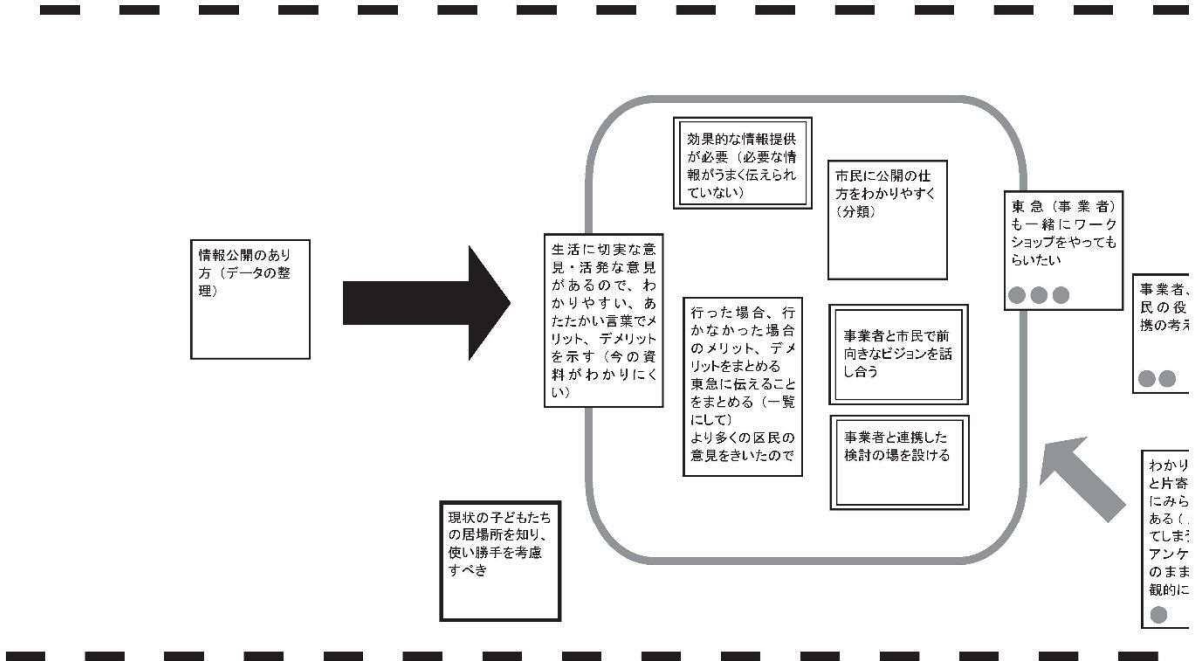 効果的な情報提供
が必要（必要な情
報がうまく伝えられ
ていない）
市民に公開の仕
方をわかりやすく
（分類）
東急（事業者）
も一緒にワーク
ショップをやっても
らいたい
情報公開のあり
方（データの整
理）
生活に切実な意
見・活発な意見
があるので、わ
かりやすい、あ
たたかい言葉でメ
リット、デメリット
を示す（今の資
料がわかりにく
い）
行った場合、行
かなかった場合
のメリット、デメ
リットをまとめる
東急に伝えること
をまとめる（一覧
にして）
より多くの区民の
意見をきいたので
事業者と市民で前
向きなビジョンを話
し合う
事業者と連携した
検討の場を設ける
事業者、
民の役
携の考え
現状の子どもたち
の居場所を知り、
使い勝手を考慮
すべき
わかり
と片寄
にみら
ある（
てしまう
アンケ
のまま
観的に